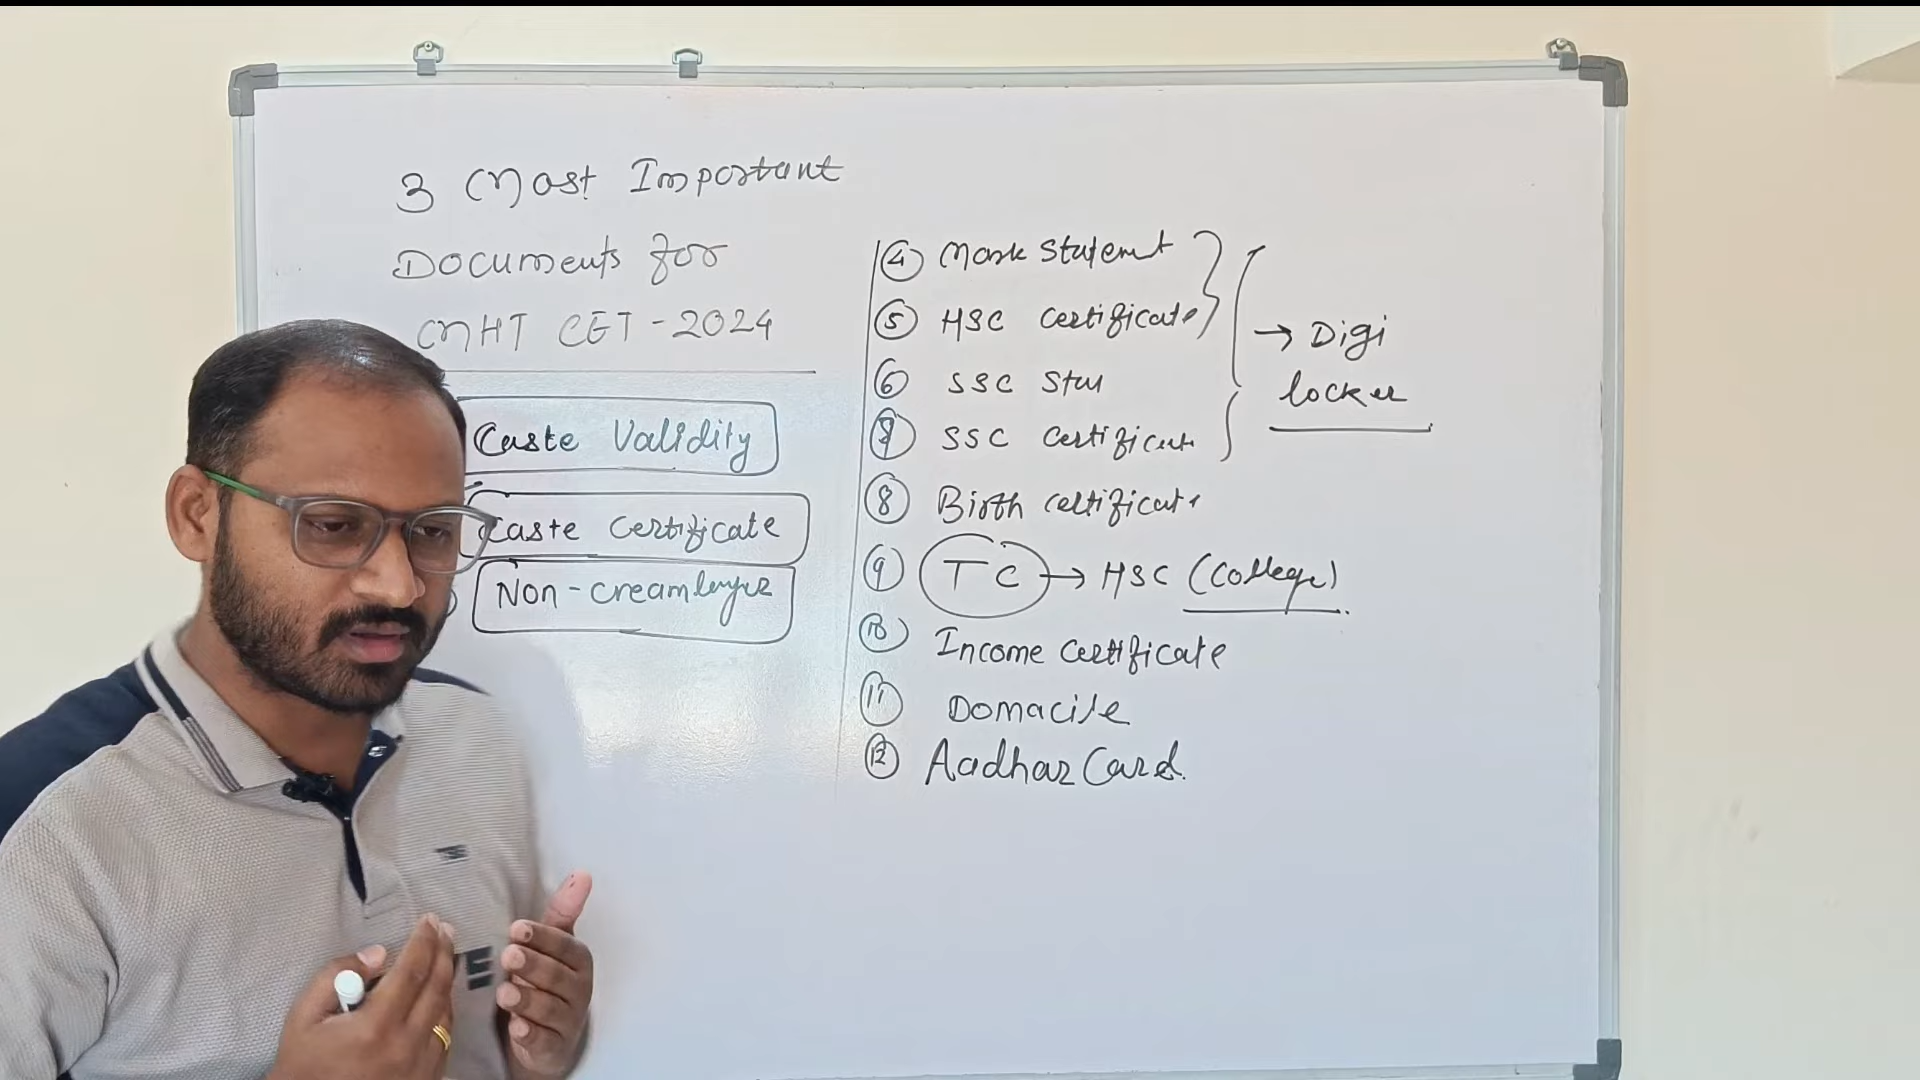 3 Most Important
Documents for
MHT CET - 2024
Caste Validity
Caste Certificate
Non-creamlayer
④ Mark Statement
⑤ HSC Certificate
⑥ SSC Stat
SSC Certificate
⑧ Birth certificate
⑨ TC → HSC (College)
⑩ Income Certificate
⑪ Domacile
⑫ Aadhar Card.
→ Digi
locker